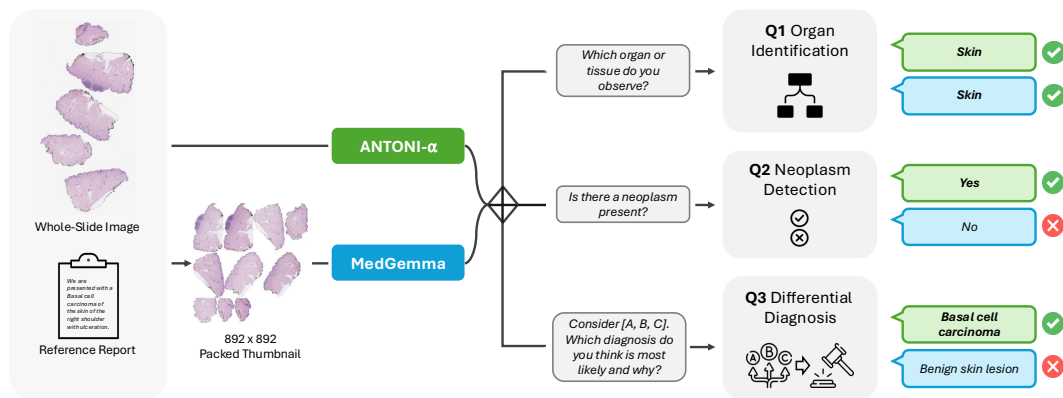 Whole-Slide Image
We are
presented with a
Basal cell
carcinoma of
the skin of the
right shoulder
with ulceration.
Reference Report
892 x 892
Packed Thumbnail
ANTONI-α
MedGemma
Which organ or
tissue do you
observe?
Is there a neoplasm
present?
Consider [A, B, C].
Which diagnosis do
you think is most
likely and why?
Q1 Organ
Identification
Skin
Skin
Q2 Neoplasm
Detection
Yes
No
Q3 Differential
Diagnosis
A B C
Basal cell
carcinoma
Benign skin lesion